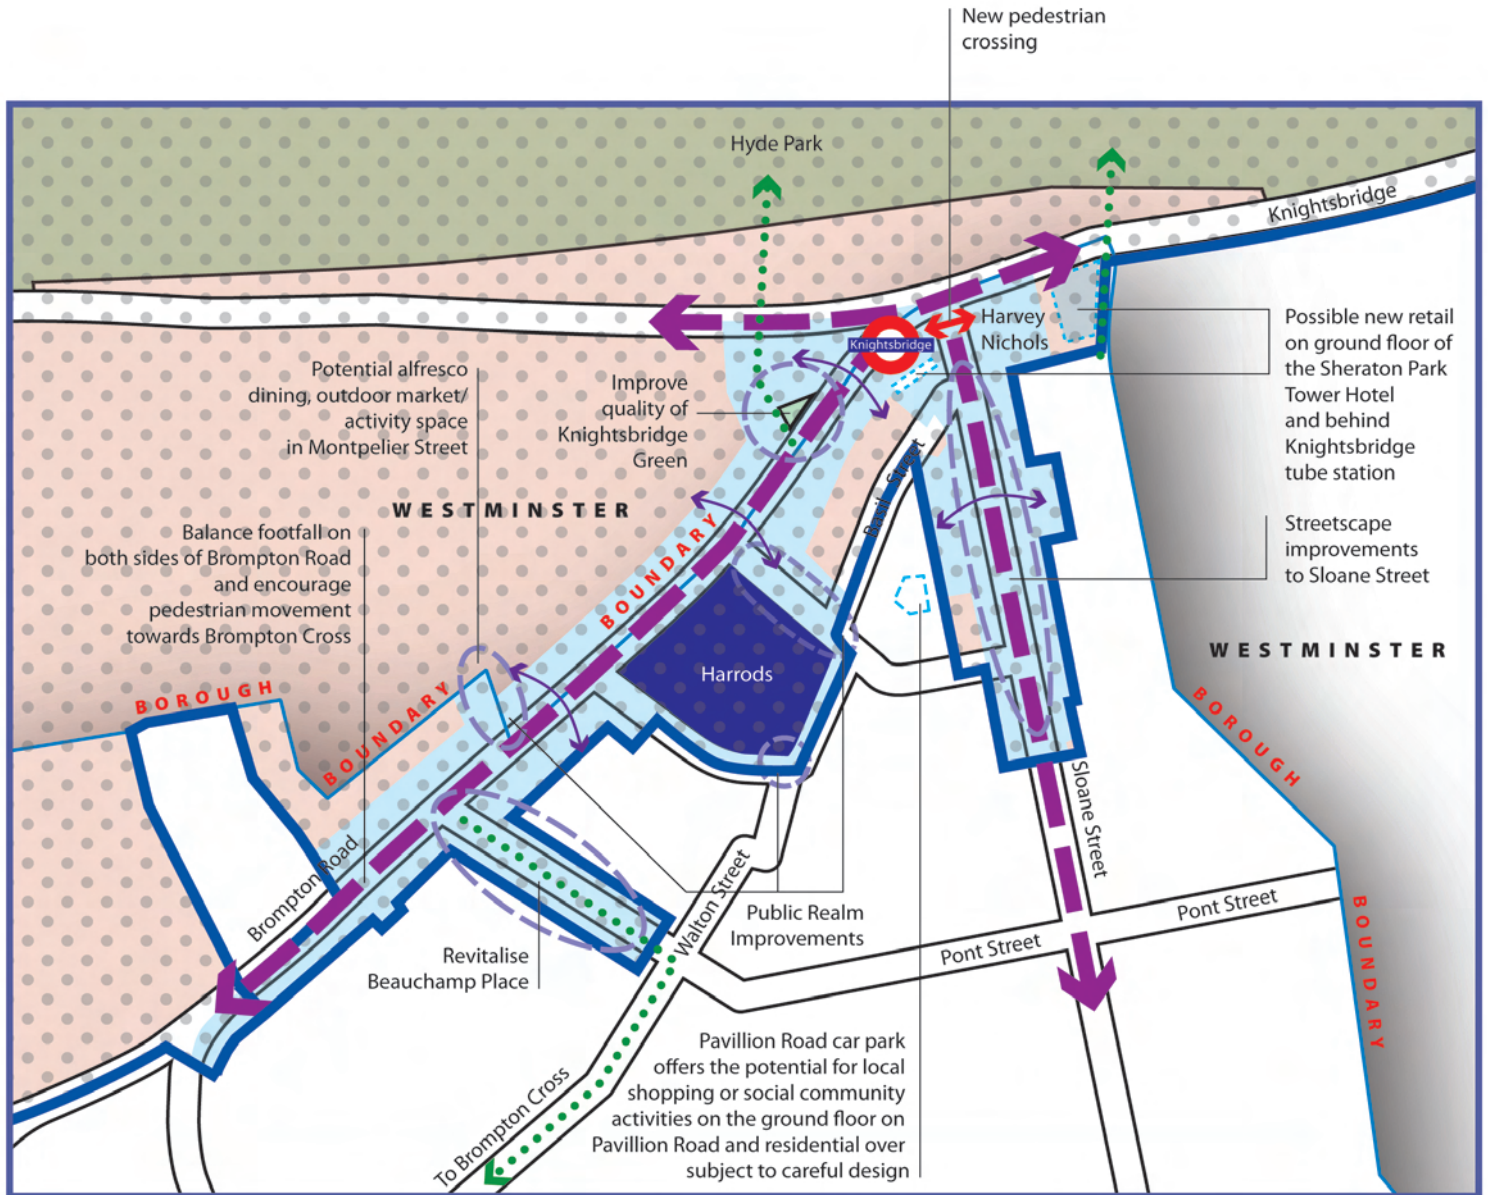 New pedestrian
crossing
Hyde Park
Knightsbridge
Harvey
Nichols
Knightsbridge
Possible new retail
on ground floor of
the Sheraton Park
Tower Hotel
and behind
Knightsbridge
tube station
Potential alfresco
dining, outdoor market/
activity space
in Montpelier Street
Improve
quality of
Knightsbridge
Green
WESTMINSTER
Basil Street
Balance footfall on
both sides of Brompton Road
and encourage
pedestrian movement
towards Brompton Cross
BOUNDARY
Streetscape
improvements
to Sloane Street
WESTMINSTER
Harrods
BOROUGH
BOUNDARY
BOROUGH
BOUNDARY
Brompton Road
Sloane Street
Walton Street
Public Realm
Improvements
Pont Street
Pont Street
Revitalise
Beauchamp Place
Pavillion Road car park
offers the potential for local
shopping or social community
activities on the ground floor on
Pavillion Road and residential over
subject to careful design
To Brompton Cross